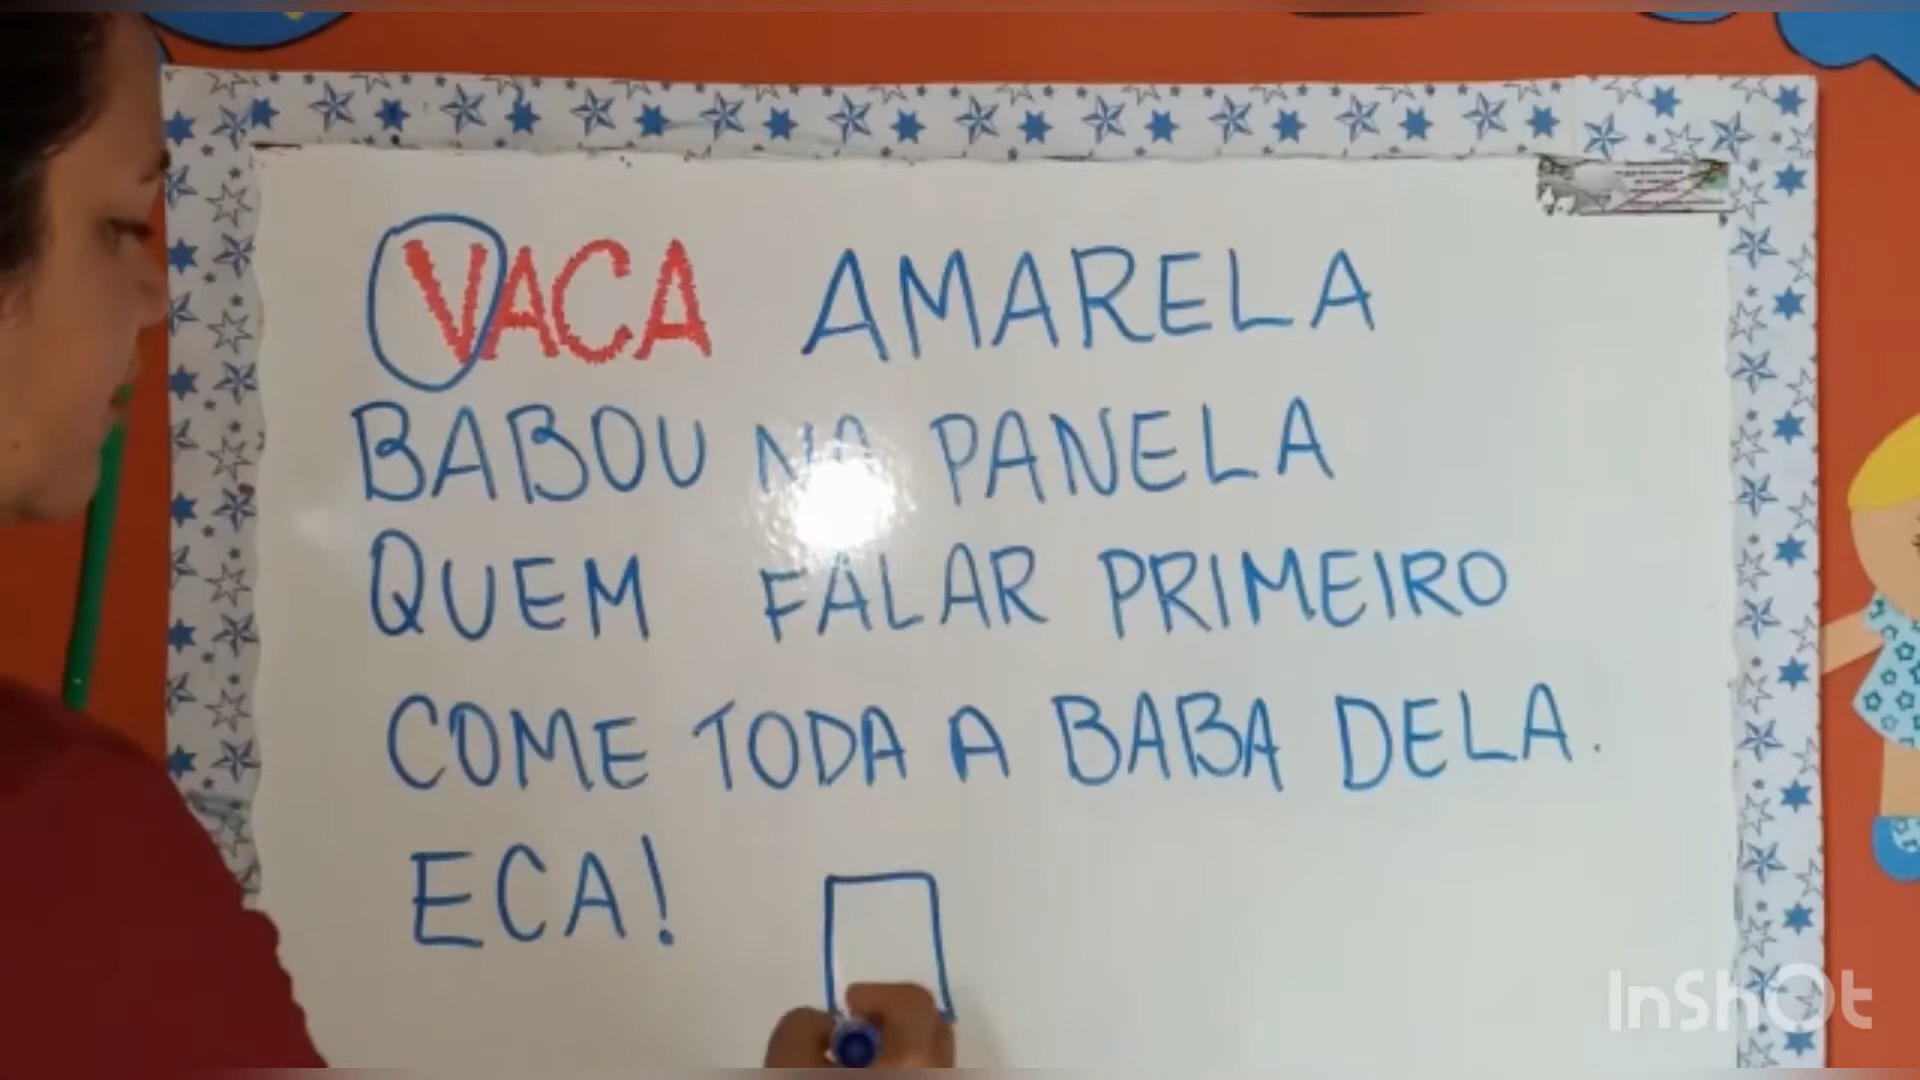 VACA AMARELA
BABOU NA PANELA
QUEM FALAR PRIMEIRO
COME TODA A BABA DELA.
ECA!
InShOt